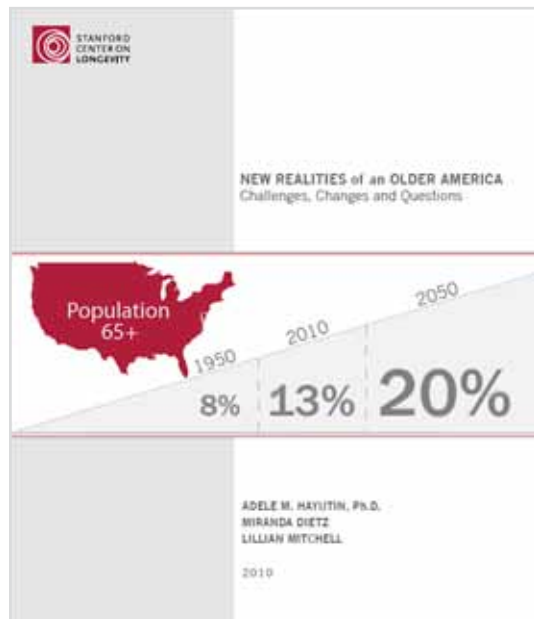 STANFORD
CENTER ON
LONGEVITY
NEW REALITIES of an OLDER AMERICA
Challenges, Changes and Questions
Population
65+
1950
2010
2050
8%
13%
20%
ADELE M. HAYUTIN, Ph.D.
MIRANDA DIETZ
LILLIAN MITCHELL
2010